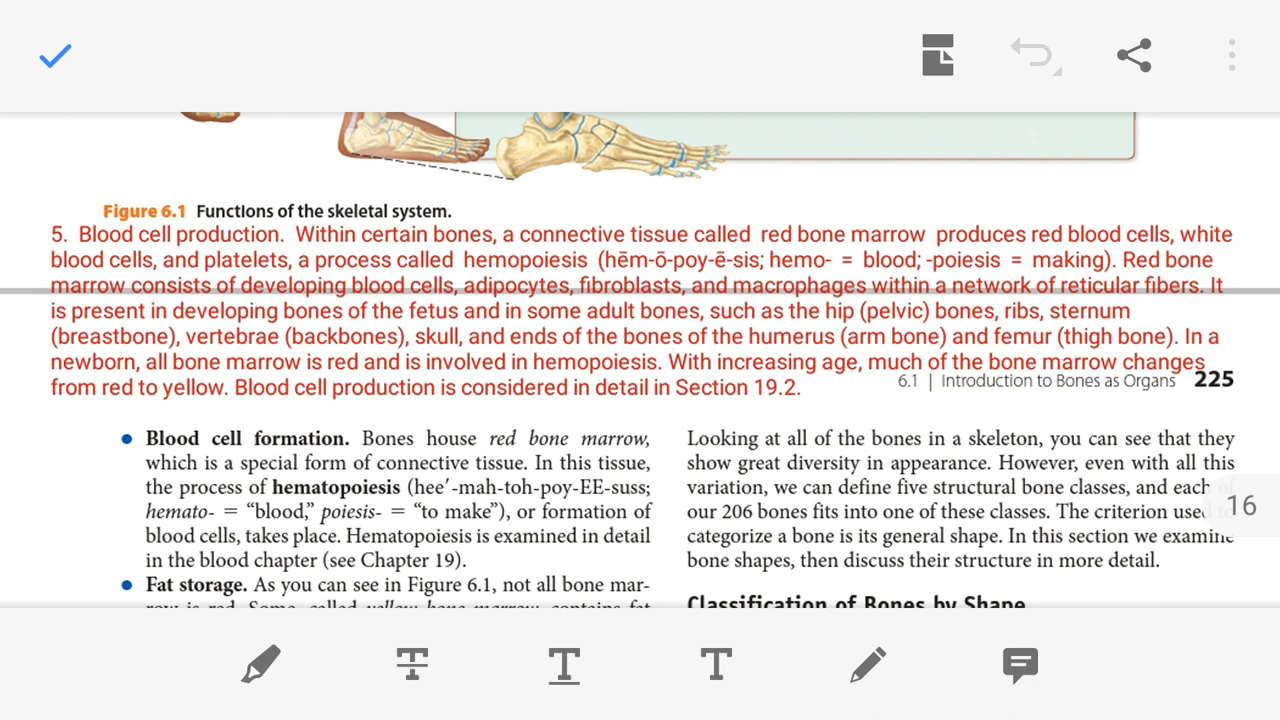 Figure 6.1 Functions of the skeletal system.
5. Blood cell production. Within certain bones, a connective tissue called red bone marrow produces red blood cells, white
blood cells, and platelets, a process called hemopoiesis (hēm-ō-poy-ē-sis; hemo- = blood; -poiesis = making). Red bone
marrow consists of developing blood cells, adipocytes, fibroblasts, and macrophages within a network of reticular fibers. It
is present in developing bones of the fetus and in some adult bones, such as the hip (pelvic) bones, ribs, sternum
(breastbone), vertebrae (backbones), skull, and ends of the bones of the humerus (arm bone) and femur (thigh bone). In a
newborn, all bone marrow is red and is involved in hemopoiesis. With increasing age, much of the bone marrow changes
from red to yellow. Blood cell production is considered in detail in Section 19.2.
6.1 | Introduction to Bones as Organs 225
• Blood cell formation. Bones house red bone marrow,
which is a special form of connective tissue. In this tissue,
the process of hematopoiesis (hee′-mah-toh-poy-EE-suss;
hemato- = “blood,” poiesis- = “to make”), or formation of
blood cells, takes place. Hematopoiesis is examined in detail
in the blood chapter (see Chapter 19).
• Fat storage. As you can see in Figure 6.1, not all bone mar-
row is red. Some, called yellow bone marrow, contains fat
Looking at all of the bones in a skeleton, you can see that they
show great diversity in appearance. However, even with all this
variation, we can define five structural bone classes, and each of
our 206 bones fits into one of these classes. The criterion used to
categorize a bone is its general shape. In this section we examine
bone shapes, then discuss their structure in more detail.
Classification of Bones by Shape
16